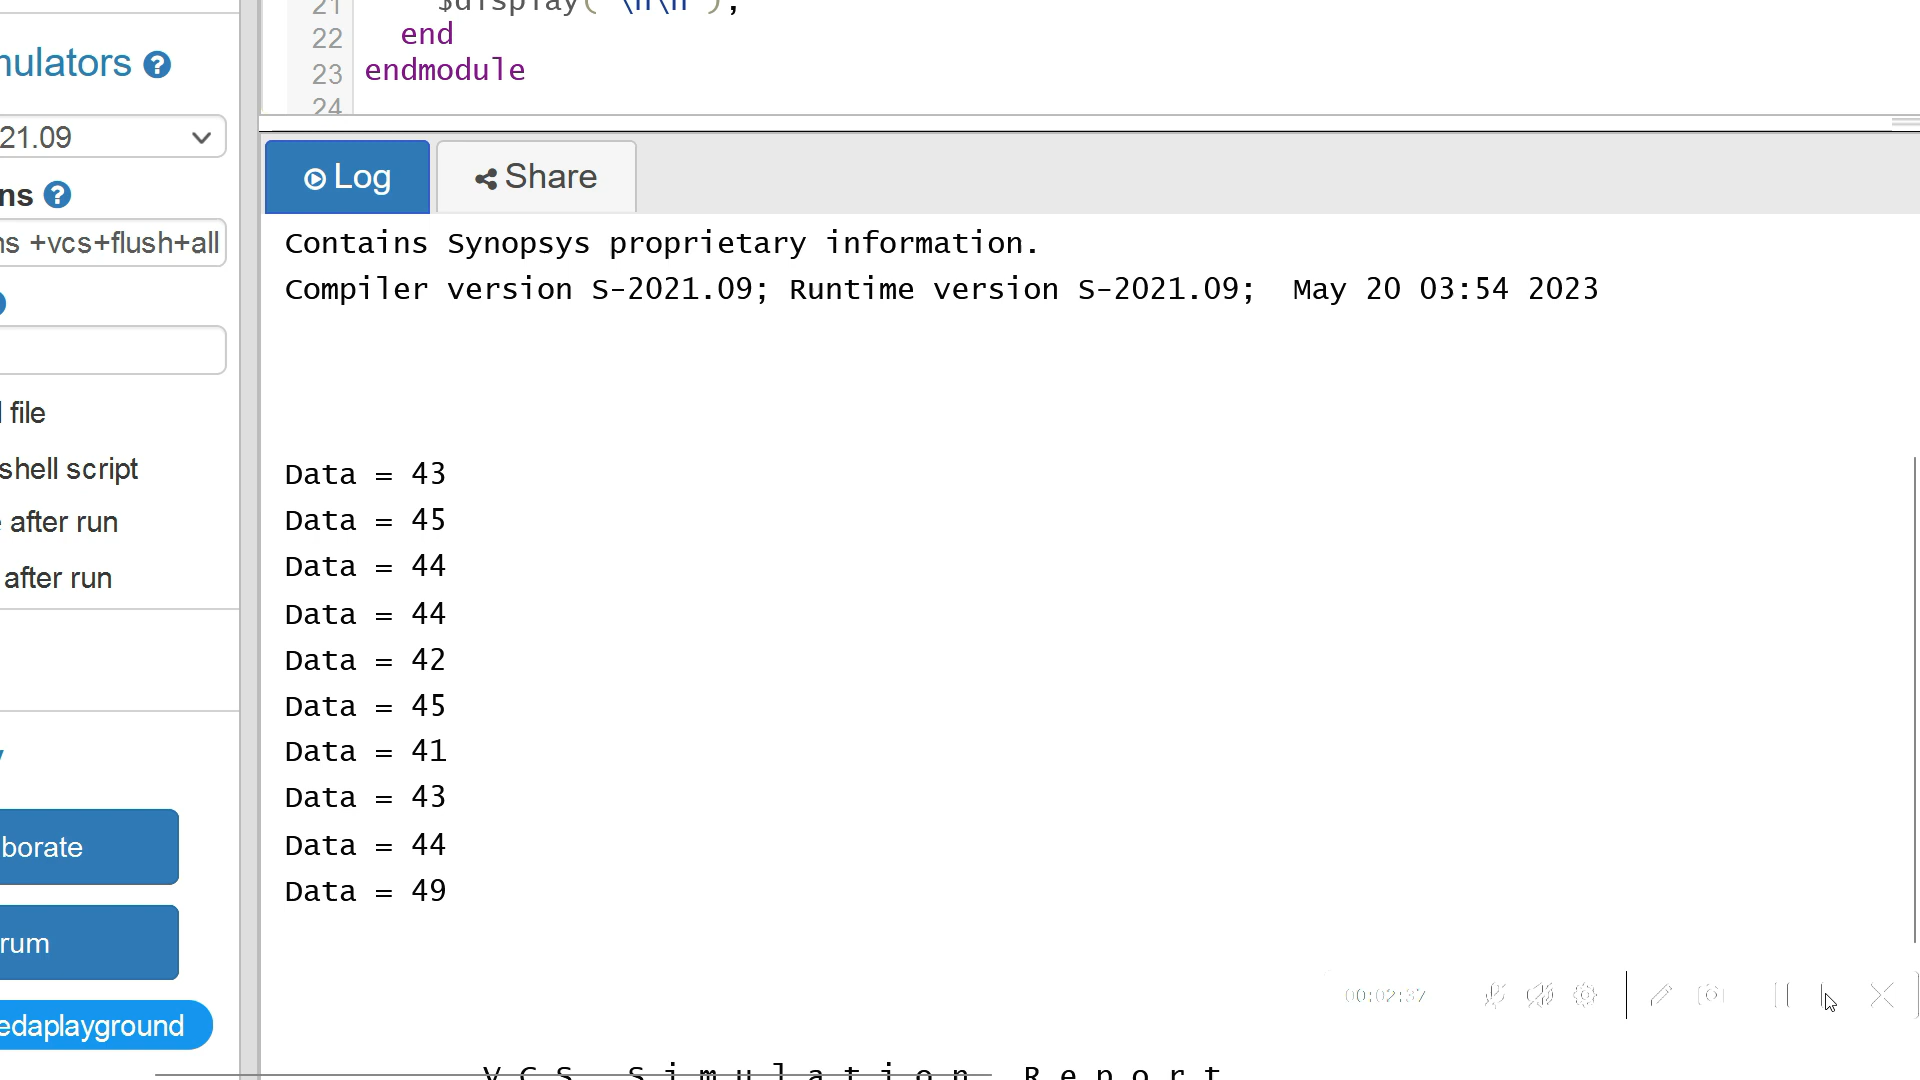 21 $display("\n\n");
22 end
23 endmodule
24
mulators
21.09
ns
ns +vcs+flush+all
file
shell script
after run
after run
borate
rum
edaplayground
Log
Share
Contains Synopsys proprietary information.
Compiler version S-2021.09; Runtime version S-2021.09; May 20 03:54 2023
Data = 43
Data = 45
Data = 44
Data = 44
Data = 42
Data = 45
Data = 41
Data = 43
Data = 44
Data = 49
00:02:37
V C S S i m u l a t i o n R e p o r t